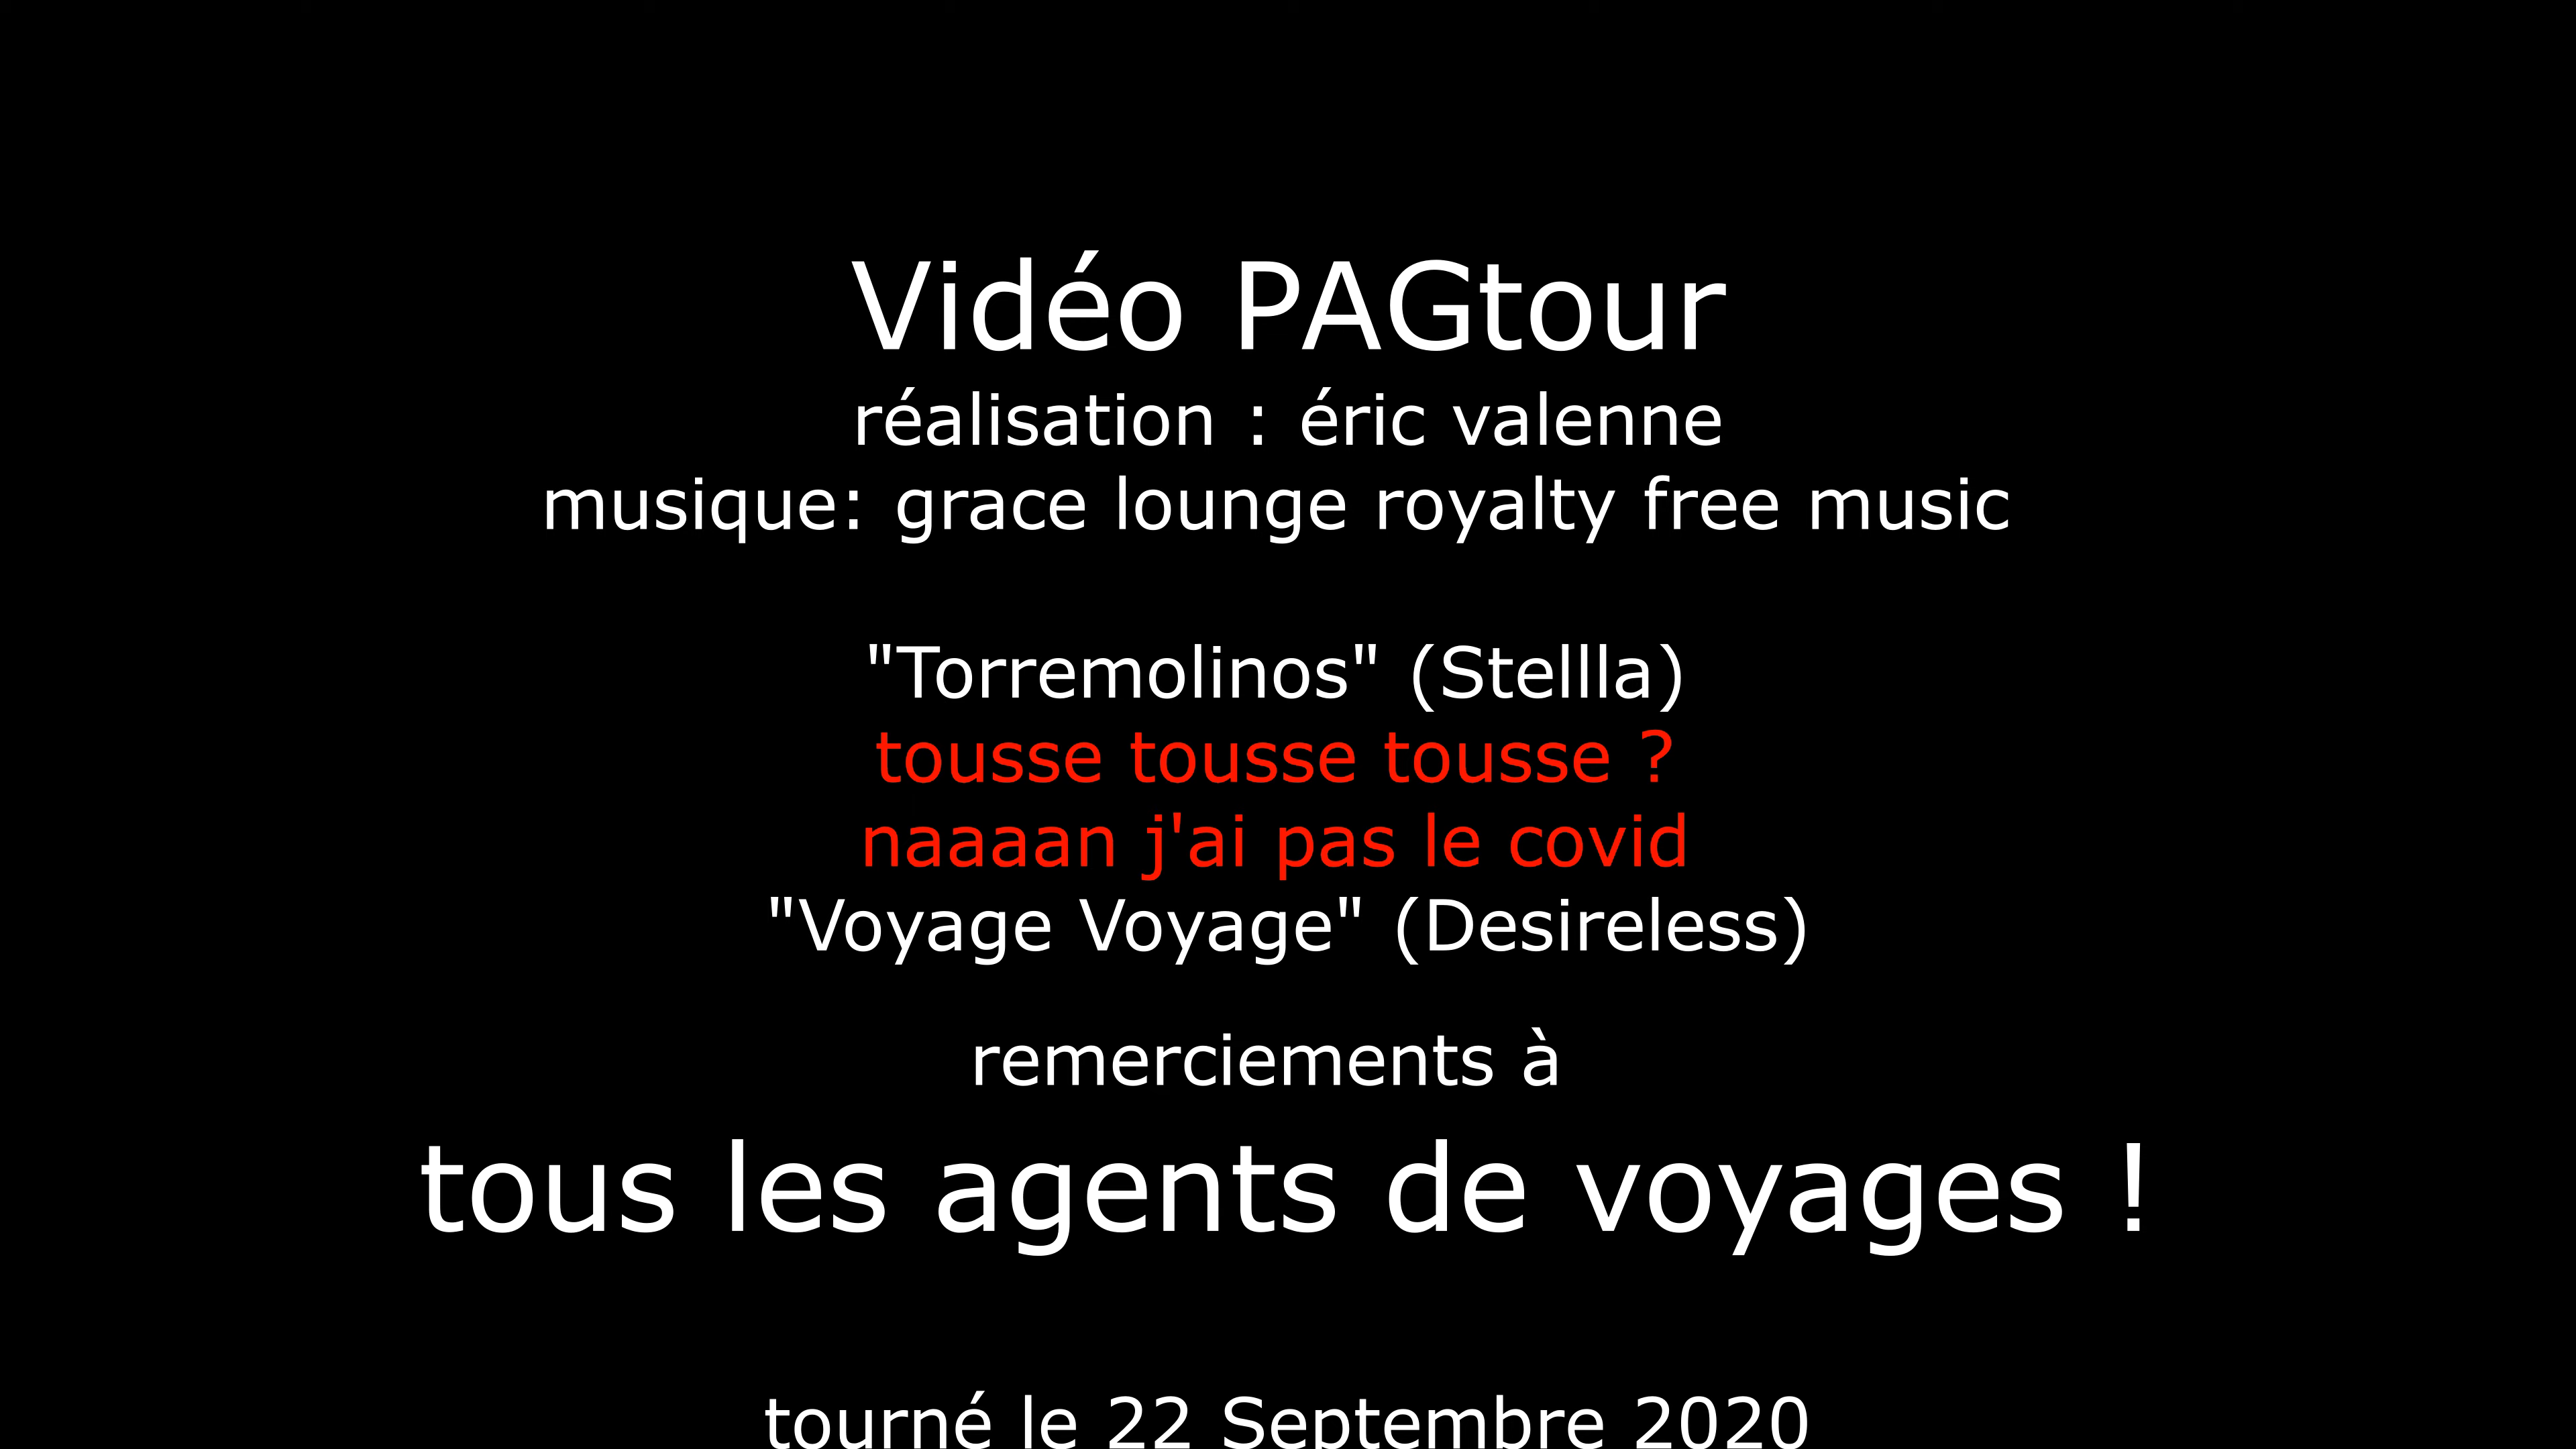 Vidéo PAGtour
réalisation : éric valenne
musique: grace lounge royalty free music
"Torremolinos" (Stellla)
tousse tousse tousse ?
naaaan j'ai pas le covid
"Voyage Voyage" (Desireless)
remerciements à
tous les agents de voyages !
tourné le 22 Septembre 2020